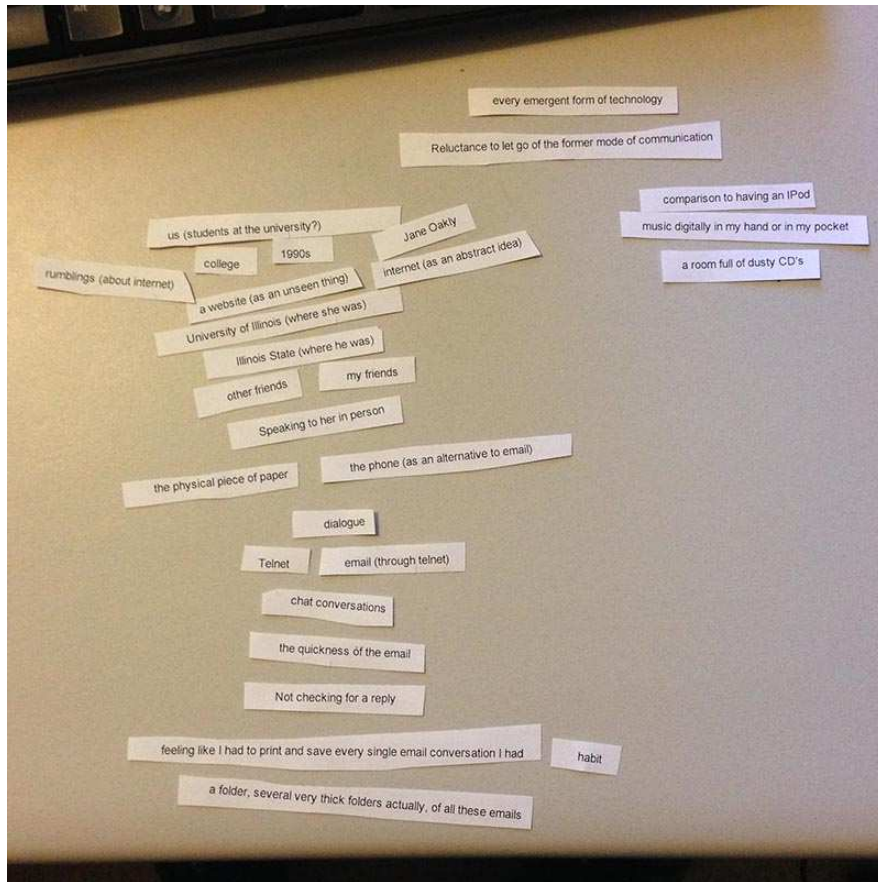 every emergent form of technology
Reluctance to let go of the former mode of communication
comparison to having an IPod
music digitally in my hand or in my pocket
a room full of dusty CD's
us (students at the university?)
Jane Oakly
college
1990s
rumblings (about internet)
internet (as an abstract idea)
a website (as an unseen thing)
University of Illinois (where she was)
Illinois State (where he was)
other friends
my friends
Speaking to her in person
the physical piece of paper
the phone (as an alternative to email)
dialogue
Telnet
email (through telnet)
chat conversations
the quickness of the email
Not checking for a reply
feeling like I had to print and save every single email conversation I had
habit
a folder, several very thick folders actually, of all these emails